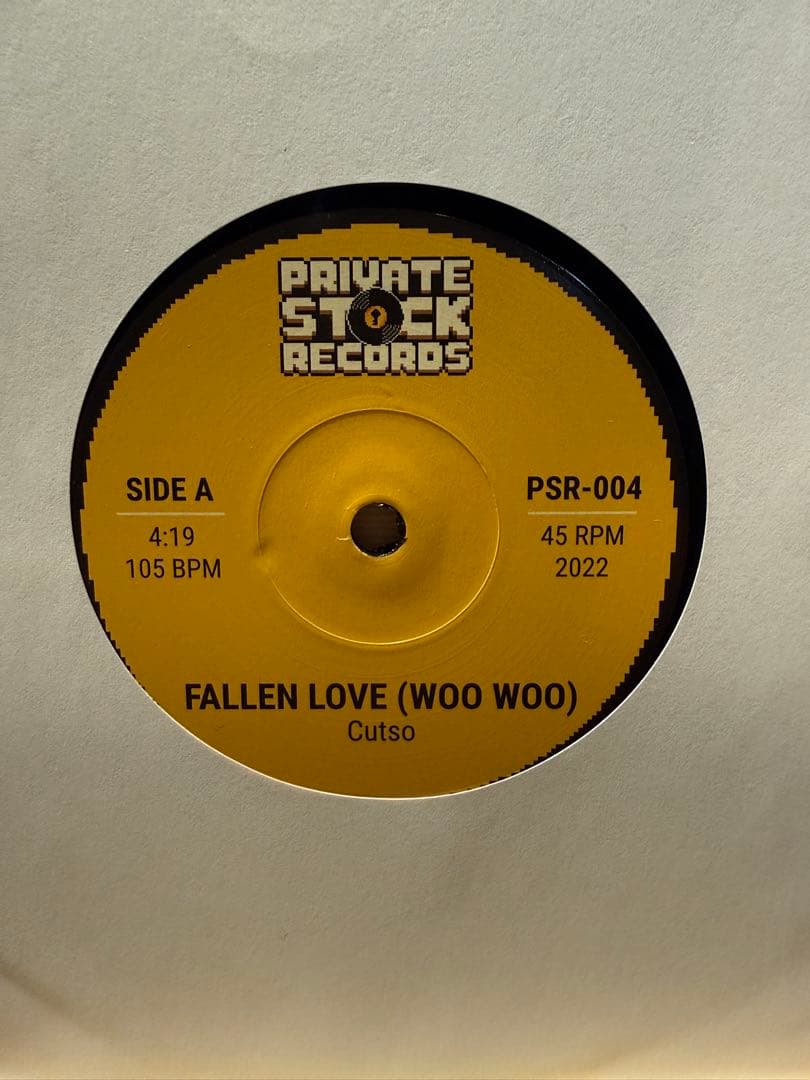 PRIVATE
STOCK
RECORDS
SIDE A
4:19
105 BPM
PSR-004
45 RPM
2022
FALLEN LOVE (WOO WOO)
Cutso